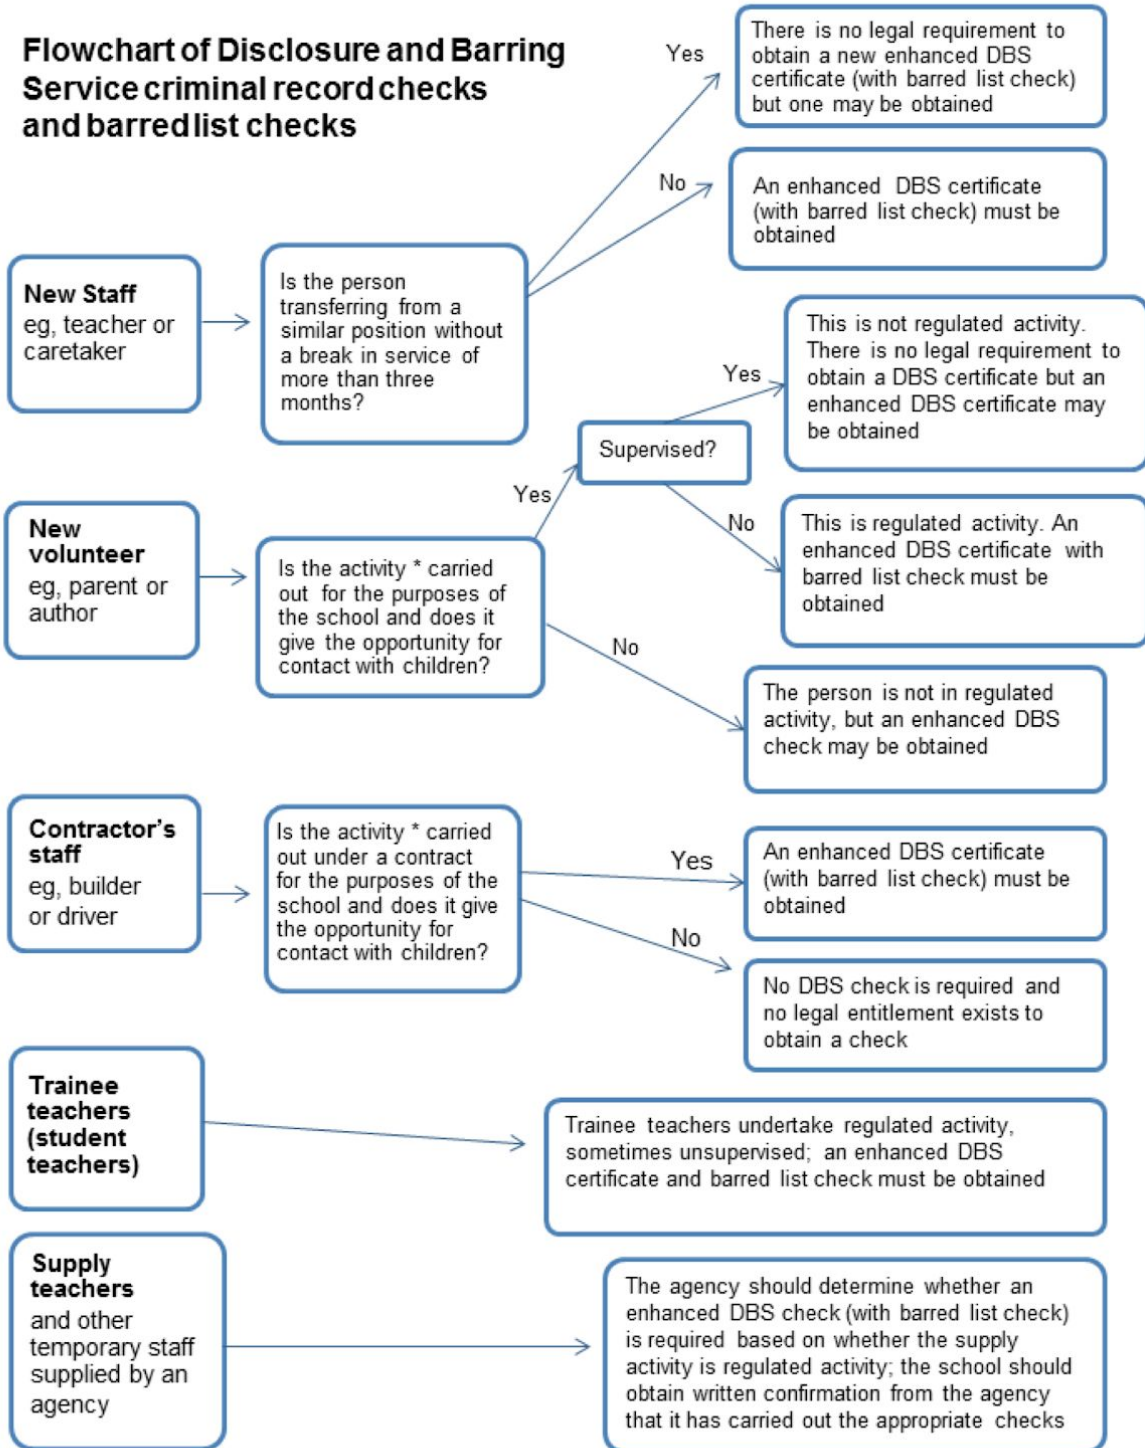 Flowchart of Disclosure and Barring
Service criminal record checks
and barred list checks
Yes
There is no legal requirement to
obtain a new enhanced DBS
certificate (with barred list check)
but one may be obtained
No
An enhanced DBS certificate
(with barred list check) must be
obtained
New Staff
eg, teacher or
caretaker
Is the person
transferring from a
similar position without
a break in service of
more than three
months?
Yes
This is not regulated activity.
There is no legal requirement to
obtain a DBS certificate but an
enhanced DBS certificate may
be obtained
Supervised?
Yes
No
This is regulated activity. An
enhanced DBS certificate with
barred list check must be
obtained
New
volunteer
eg, parent or
author
Is the activity * carried
out for the purposes of
the school and does it
give the opportunity for
contact with children?
No
The person is not in regulated
activity, but an enhanced DBS
check may be obtained
Contractor's
staff
eg, builder
or driver
Is the activity * carried
out under a contract
for the purposes of the
school and does it give
the opportunity for
contact with children?
Yes
An enhanced DBS certificate
(with barred list check) must be
obtained
No
No DBS check is required and
no legal entitlement exists to
obtain a check
Trainee
teachers
(student
teachers)
Trainee teachers undertake regulated activity,
sometimes unsupervised; an enhanced DBS
certificate and barred list check must be obtained
Supply
teachers
and other
temporary staff
supplied by an
agency
The agency should determine whether an
enhanced DBS check (with barred list check)
is required based on whether the supply
activity is regulated activity; the school should
obtain written confirmation from the agency
that it has carried out the appropriate checks